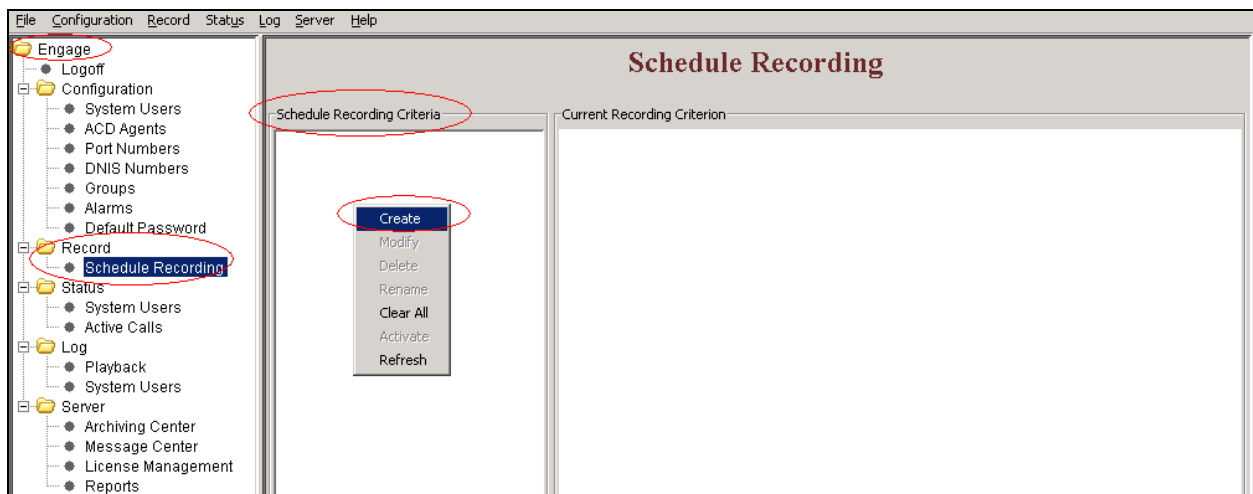 File Configuration Record Status Log Server Help
Engage
Logoff
Configuration
System Users
ACD Agents
Port Numbers
DNIS Numbers
Groups
Alarms
Default Password
Record
Schedule Recording
Status
System Users
Active Calls
Log
Playback
System Users
Server
Archiving Center
Message Center
License Management
Reports
Schedule Recording
Schedule Recording Criteria
Create
Modify
Delete
Rename
Clear All
Activate
Refresh
Current Recording Criterion